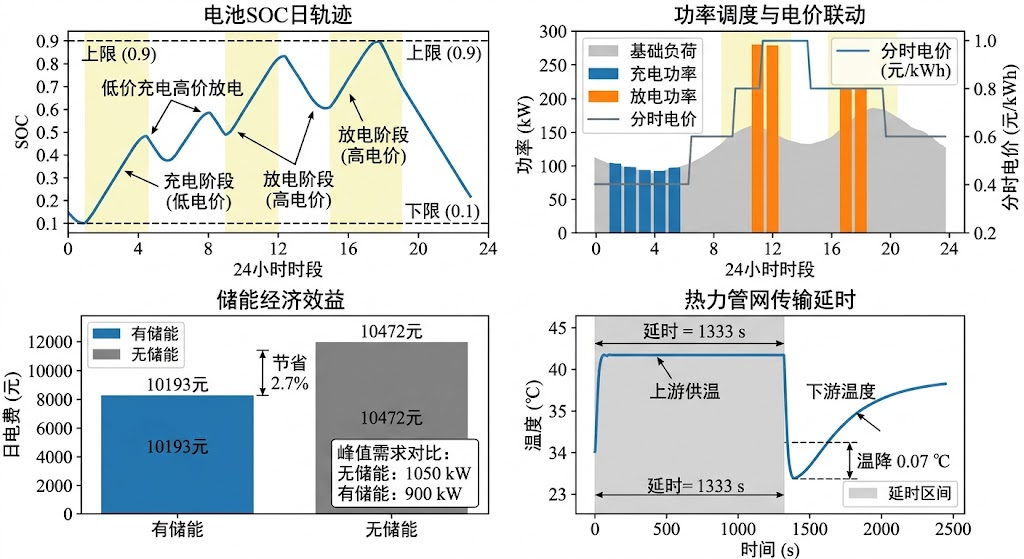 电池SOC日轨迹
0.9
0.8
0.7
0.5
0.4
0.3
0.2
0.1
SOC
上限 (0.9)
上限 (0.9)
低价充电高价放电
充电阶段
(低电价)
放电阶段
(高电价)
放电阶段
(高电价)
下限 (0.1)
0 4 8 12 16 20 24
24小时时段
功率调度与电价联动
300
250
200
150
100
50
0
功率 (kW)
基础负荷
充电功率
放电功率
分时电价
分时电价
(元/kWh)
1.0
0.8
0.6
0.4
0.2
分时电价 (元/kWh)
0 4 8 12 16 20 24
24小时时段
储能经济效益
12000
10000
8000
6000
4000
2000
0
日电费 (元)
有储能
无储能
10193元
10193元
节省
2.7%
10472元
10472元
峰值需求对比:
无储能：1050 kW
有储能：900 kW
有储能
无储能
热力管网传输延时
45
40
35
34
23
温度 (℃)
延时 = 1333 s
上游供温
下游温度
温降 0.07 ℃
延时= 1333 s
延时区间
0 500 1000 1500 2000 2500
时间 (s)